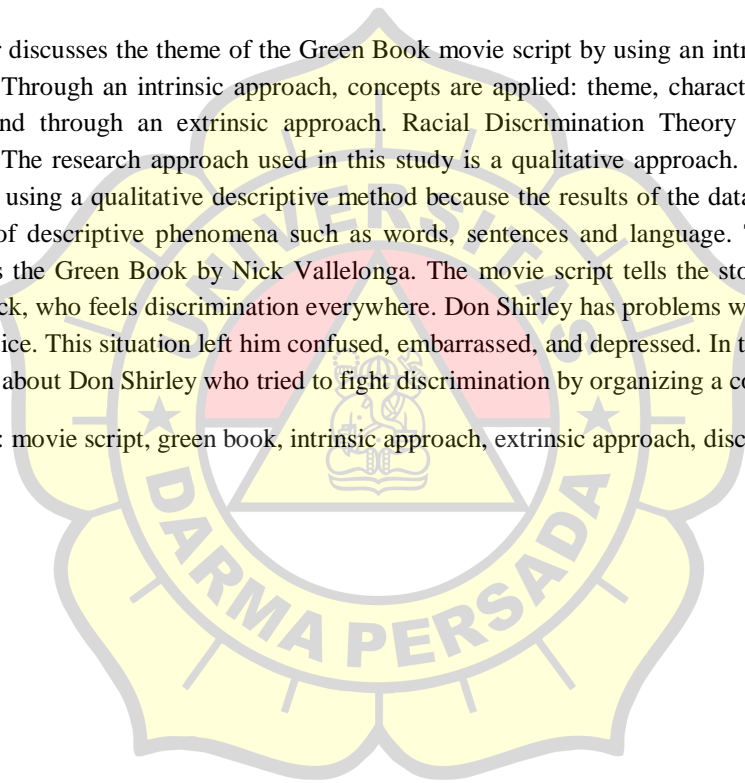 r discusses the theme of the Green Book movie script by using an intr
Through an intrinsic approach, concepts are applied: theme, charact
nd through an extrinsic approach. Racial Discrimination Theory
The research approach used in this study is a qualitative approach.
using a qualitative descriptive method because the results of the data
of descriptive phenomena such as words, sentences and language. T
s the Green Book by Nick Vallelonga. The movie script tells the sto
ck, who feels discrimination everywhere. Don Shirley has problems w
ice. This situation left him confused, embarrassed, and depressed. In t
about Don Shirley who tried to fight discrimination by organizing a co
: movie script, green book, intrinsic approach, extrinsic approach, disc
UNIVERSITAS
DARMA PERSADA